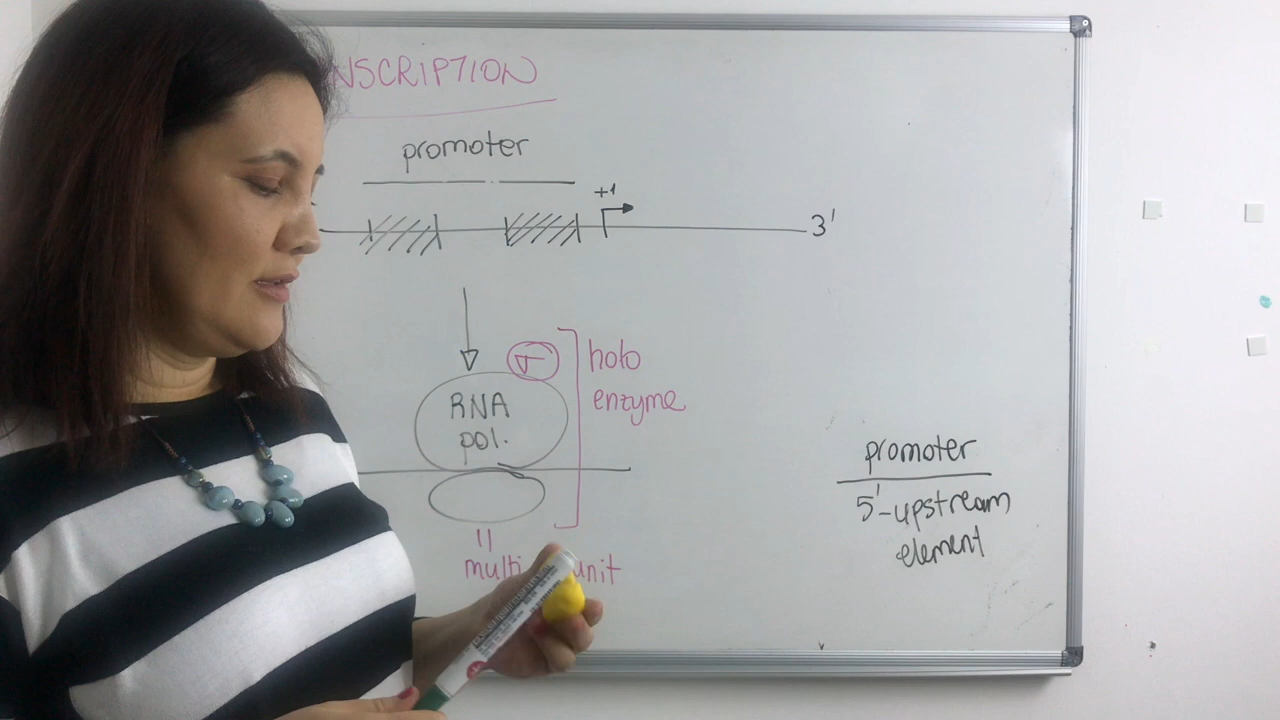 NSCRIPTION
promoter
+1
3'
σ
holo
enzyme
RNA
pol.
promoter
5'-upstream
element
||
multi unit